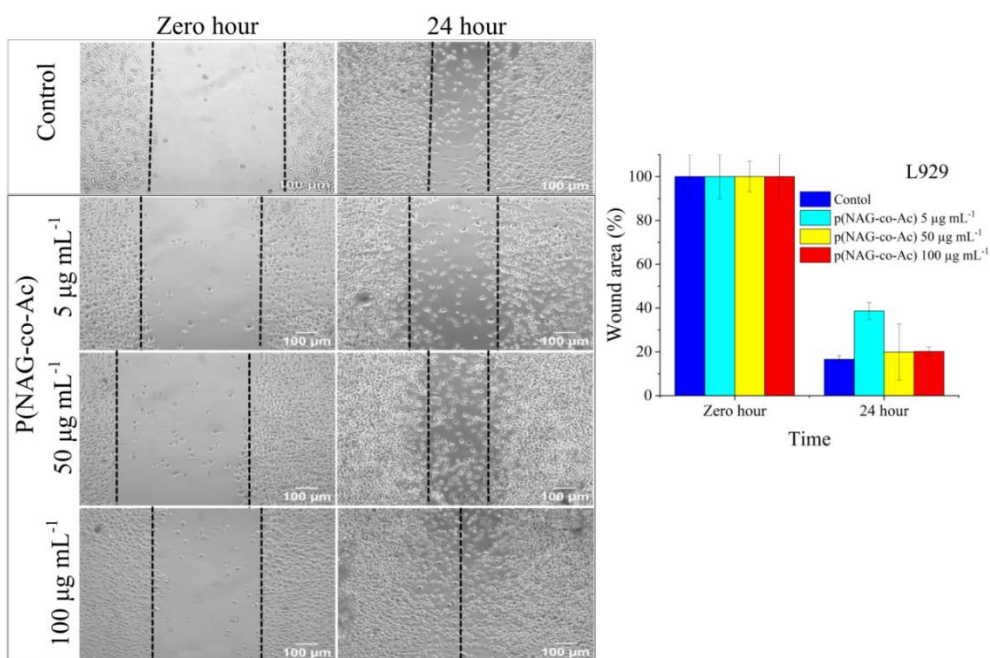 Zero hour
24 hour
Control
100 µm
100 µm
P(NAG-co-Ac)
5 µg mL⁻¹
100 µm
100 µm
50 µg mL⁻¹
100 µm
100 µm
100 µg mL⁻¹
100 µm
100 µm
L929
Contol
p(NAG-co-Ac) 5 µg mL⁻¹
p(NAG-co-Ac) 50 µg mL⁻¹
p(NAG-co-Ac) 100 µg mL⁻¹
Wound area (%)
100
80
60
40
20
0
Zero hour
24 hour
Time